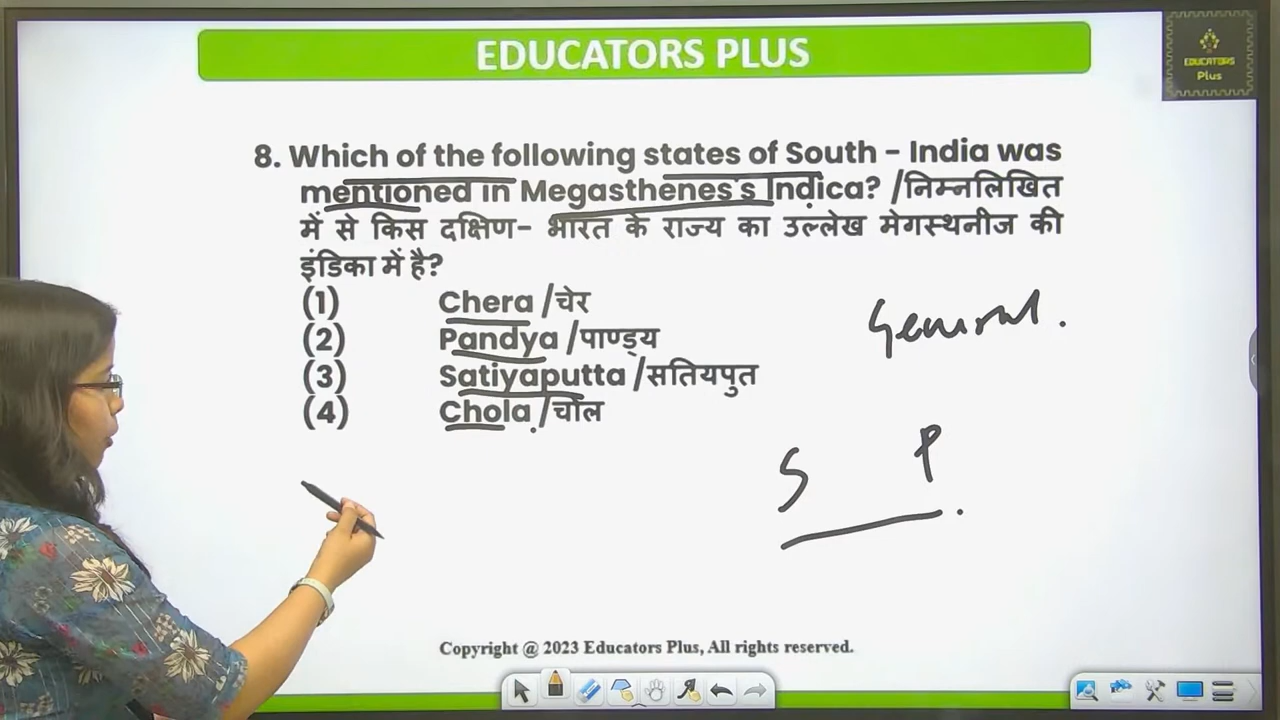 EDUCATORS PLUS
EDUCATORS
Plus
8. Which of the following states of South - India was
mentioned in Megasthenes's Indica? /निम्नलिखित
में से किस दक्षिण- भारत के राज्य का उल्लेख मेगस्थनीज की
इंडिका में है?
(1) Chera /चेर
(2) Pandya /पाण्ड्य
(3) Satiyaputta /सतियपुत
(4) Chola /चोल
General.
S P
Copyright @ 2023 Educators Plus, All rights reserved.